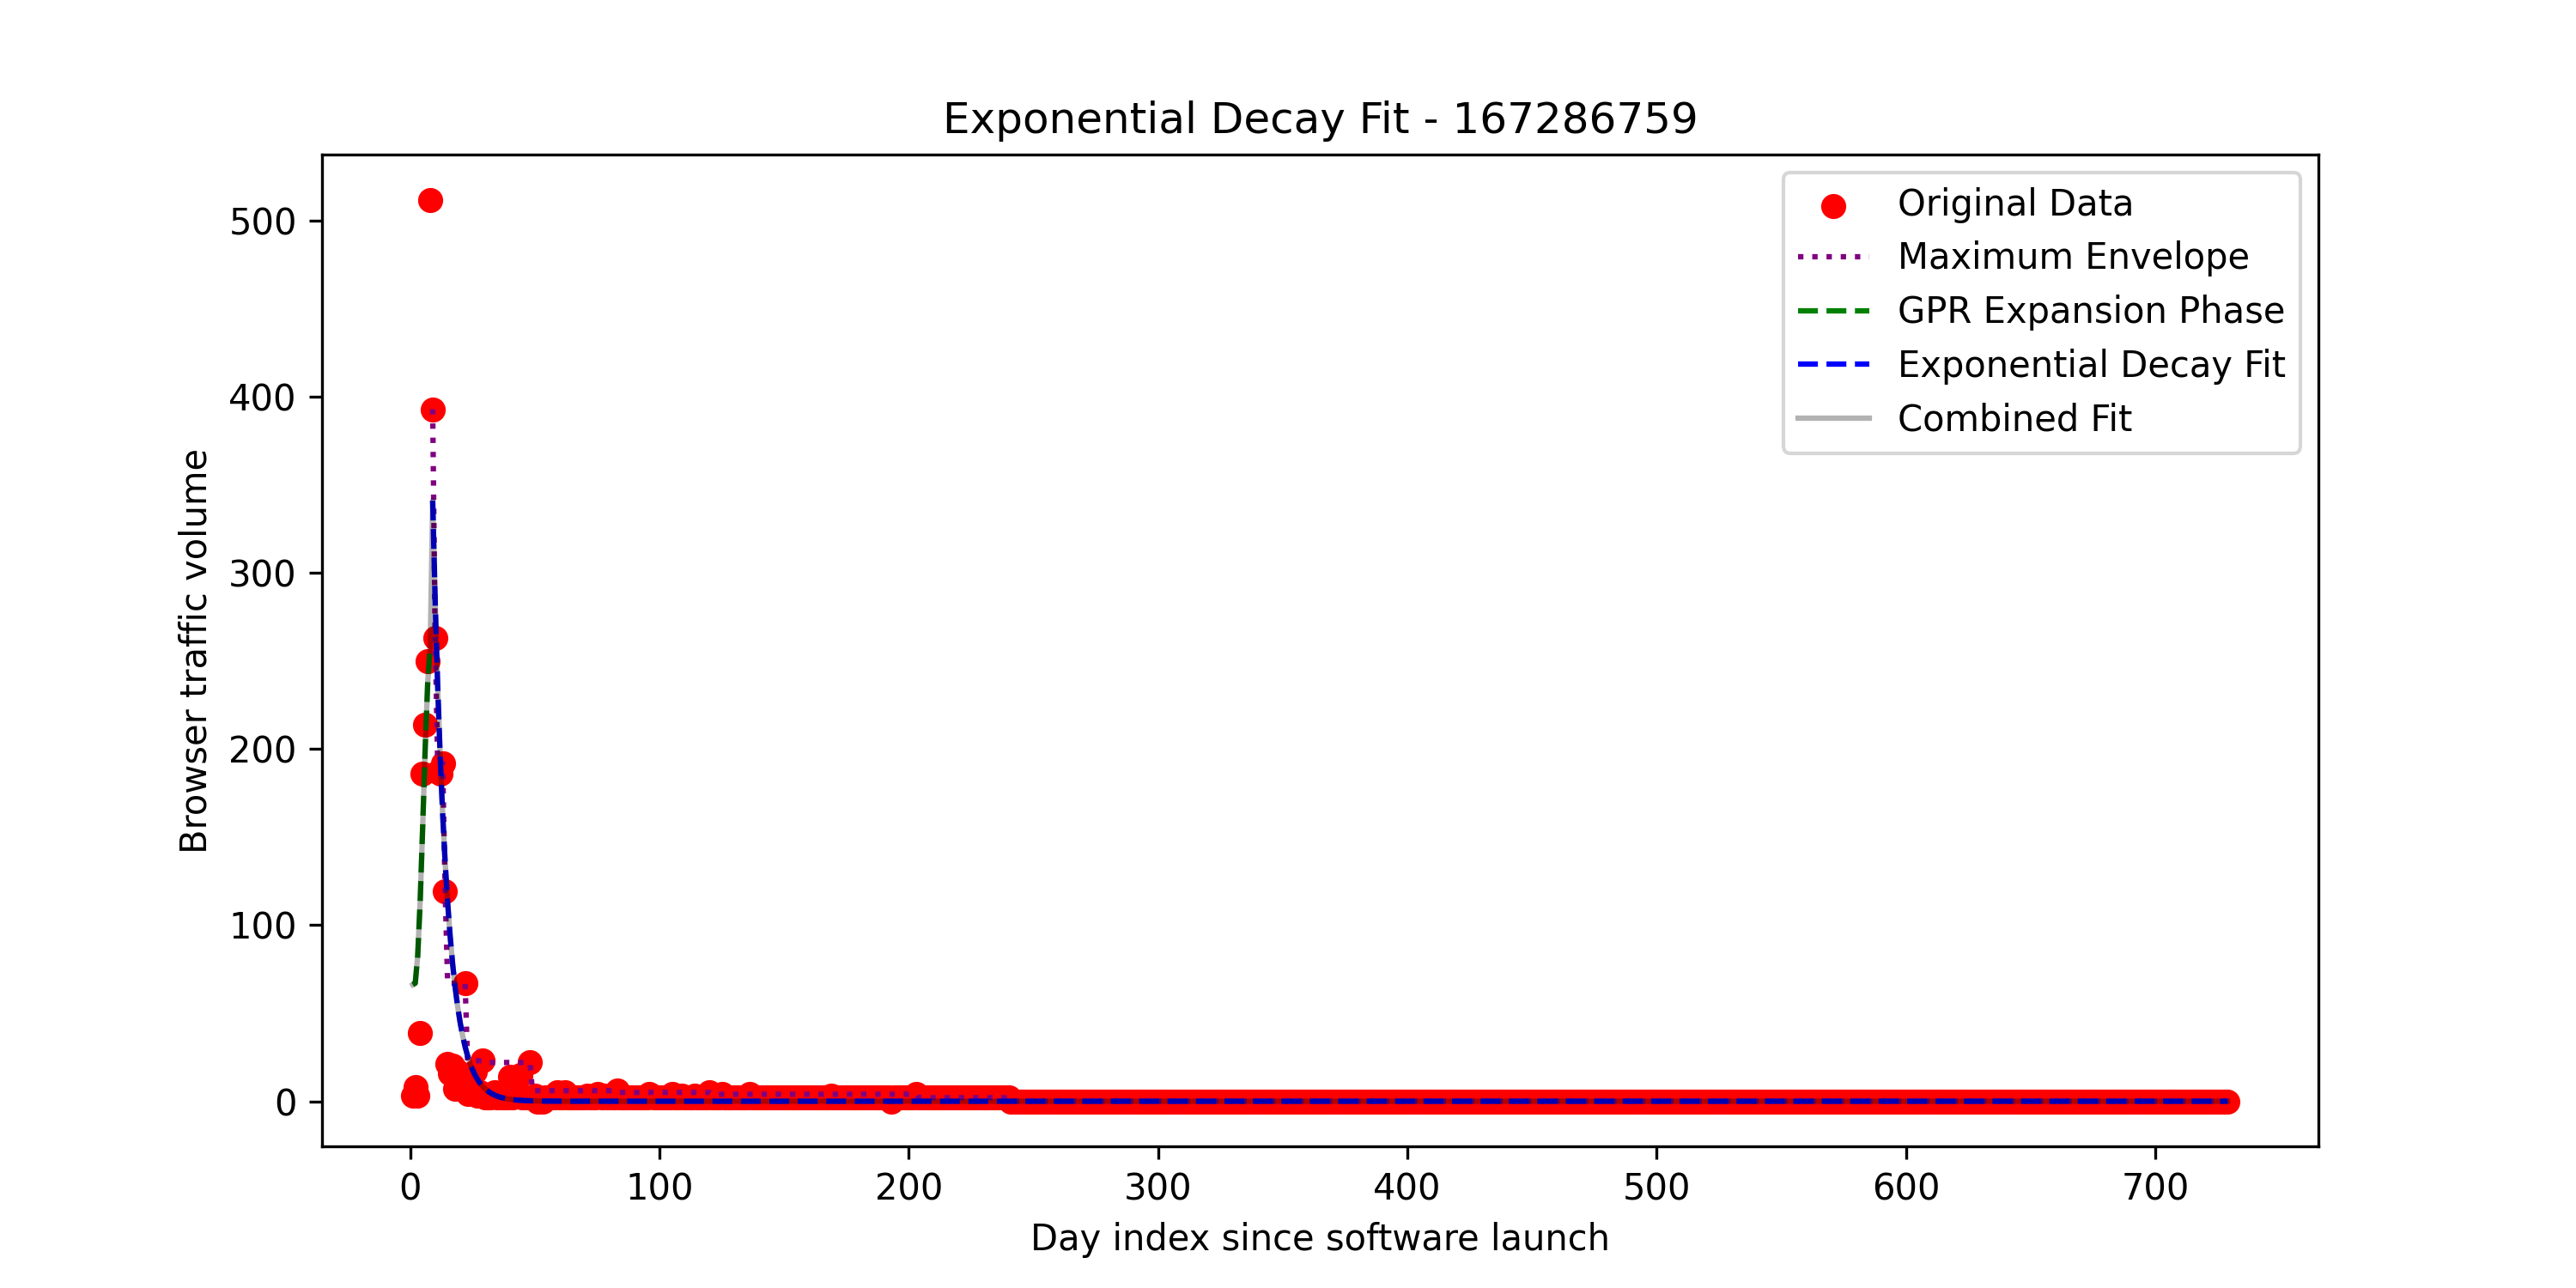 Exponential Decay Fit - 167286759
Original Data
Maximum Envelope
GPR Expansion Phase
Exponential Decay Fit
Combined Fit
Browser traffic volume
500
400
300
200
100
0
0 100 200 300 400 500 600 700
Day index since software launch